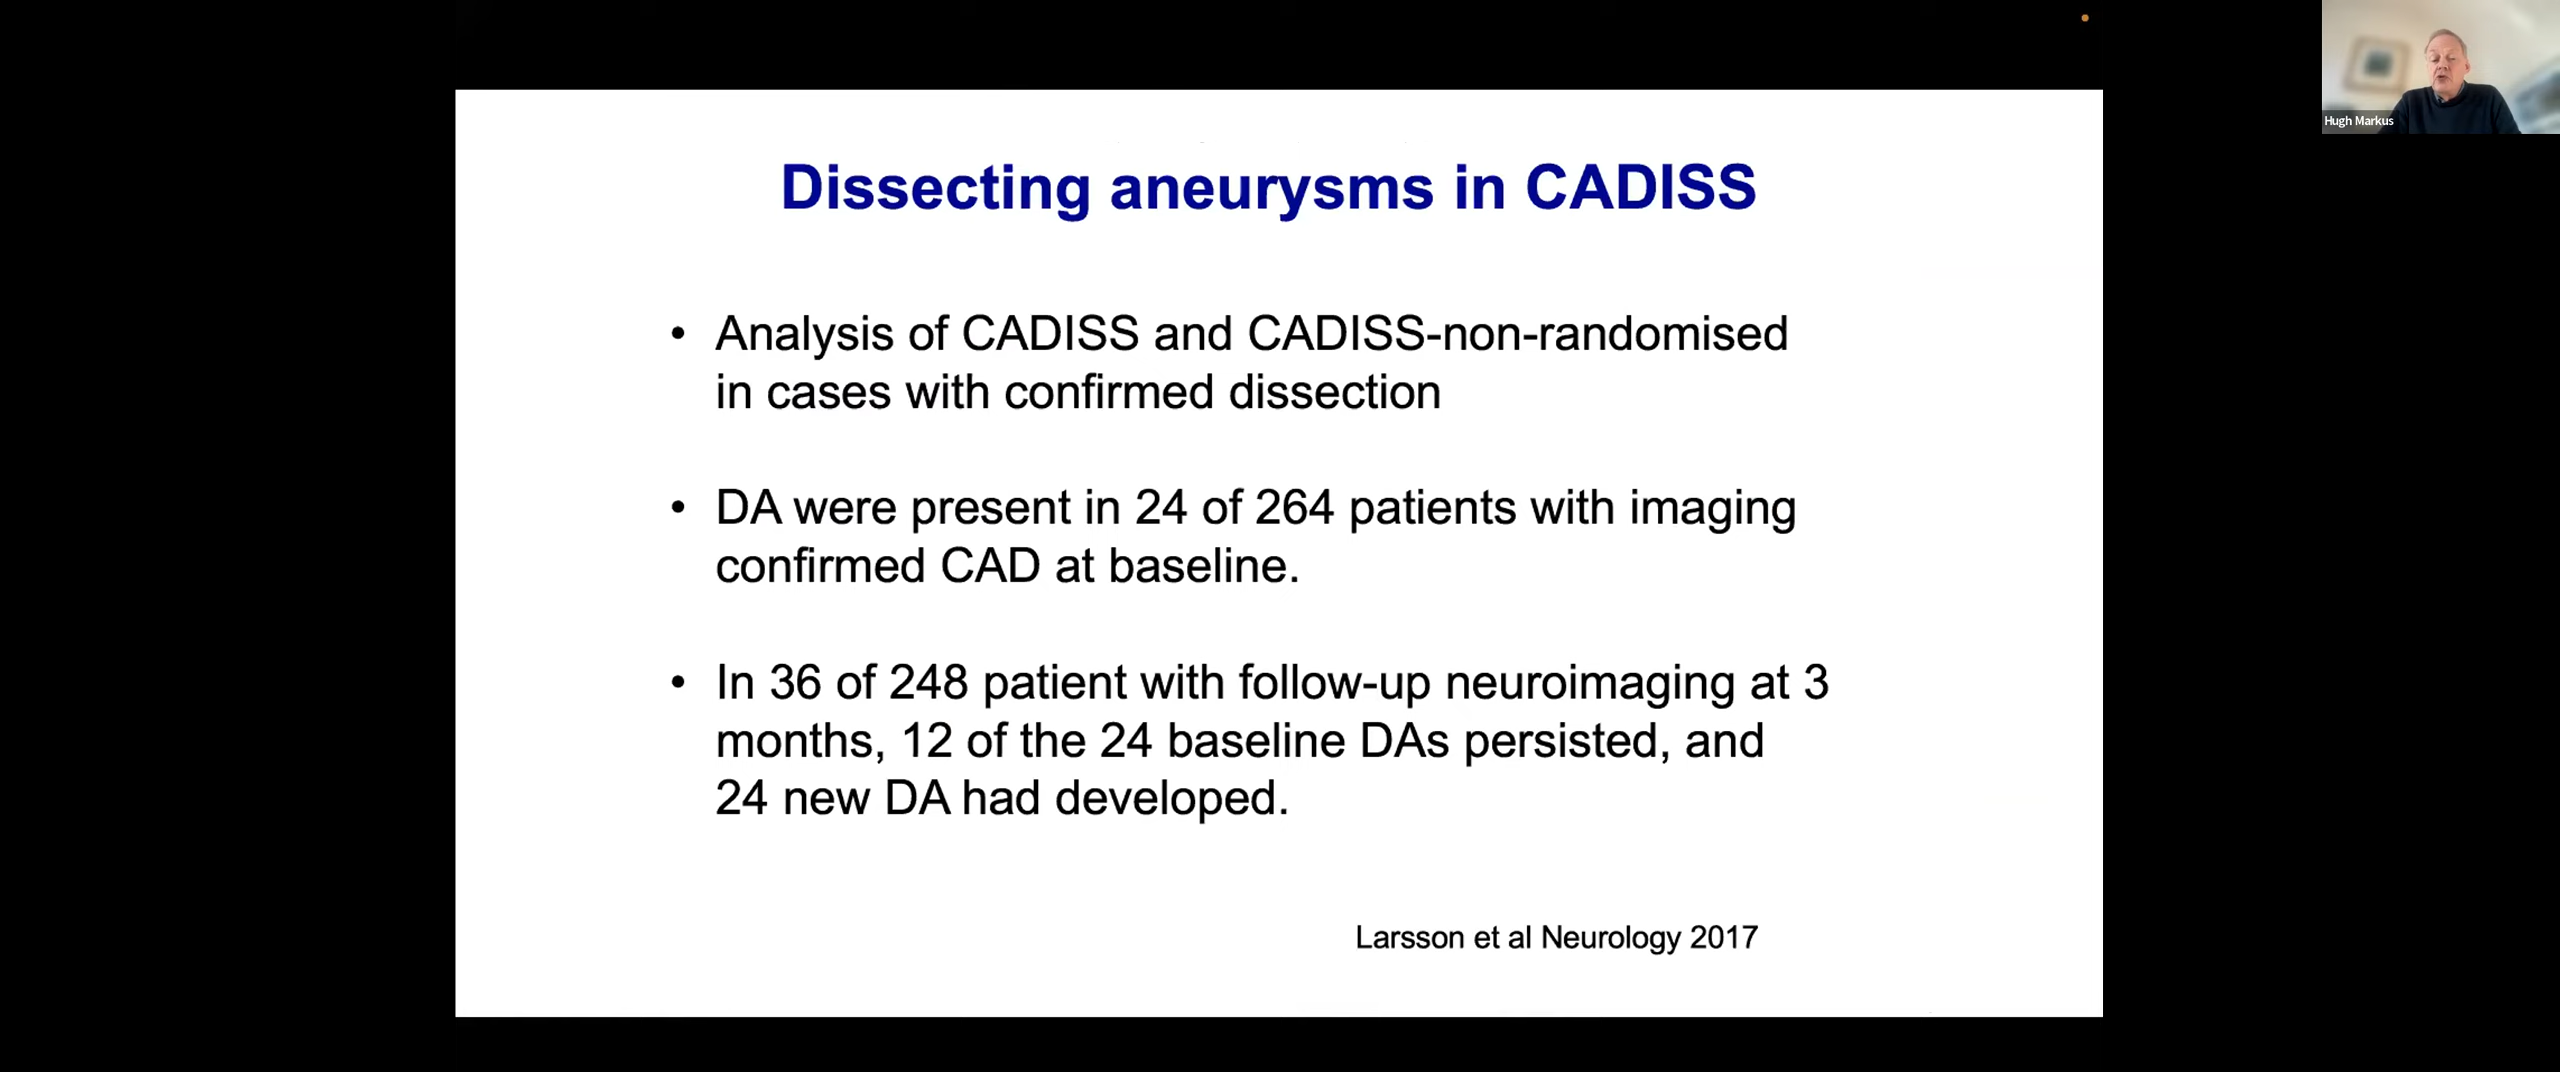 Dissecting aneurysms in CADISS
• Analysis of CADISS and CADISS-non-randomised
in cases with confirmed dissection
• DA were present in 24 of 264 patients with imaging
confirmed CAD at baseline.
• In 36 of 248 patient with follow-up neuroimaging at 3
months, 12 of the 24 baseline DAs persisted, and
24 new DA had developed.
Larsson et al Neurology 2017
Hugh Markus